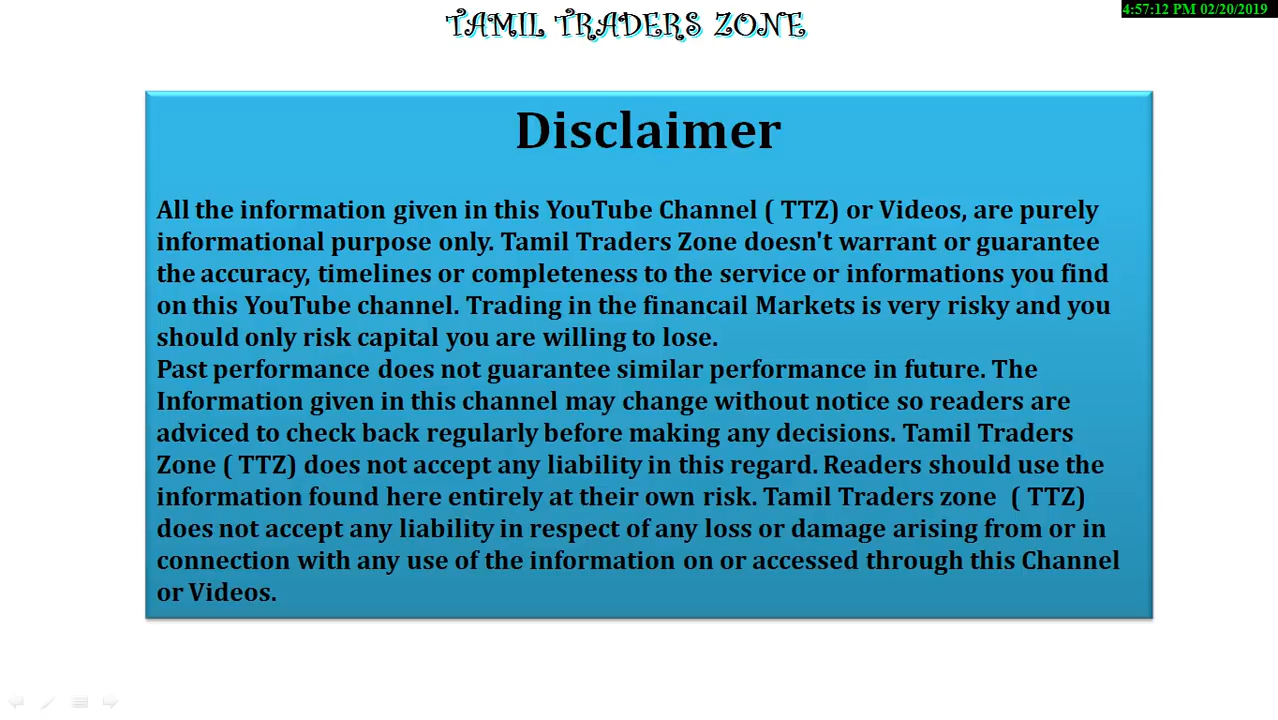 4:57:12 PM 02/20/2019
TAMIL TRADERS ZONE
Disclaimer
All the information given in this YouTube Channel ( TTZ) or Videos, are purely
informational purpose only. Tamil Traders Zone doesn't warrant or guarantee
the accuracy, timelines or completeness to the service or informations you find
on this YouTube channel. Trading in the financail Markets is very risky and you
should only risk capital you are willing to lose.
Past performance does not guarantee similar performance in future. The
Information given in this channel may change without notice so readers are
adviced to check back regularly before making any decisions. Tamil Traders
Zone ( TTZ) does not accept any liability in this regard. Readers should use the
information found here entirely at their own risk. Tamil Traders zone  ( TTZ)
does not accept any liability in respect of any loss or damage arising from or in
connection with any use of the information on or accessed through this Channel
or Videos.